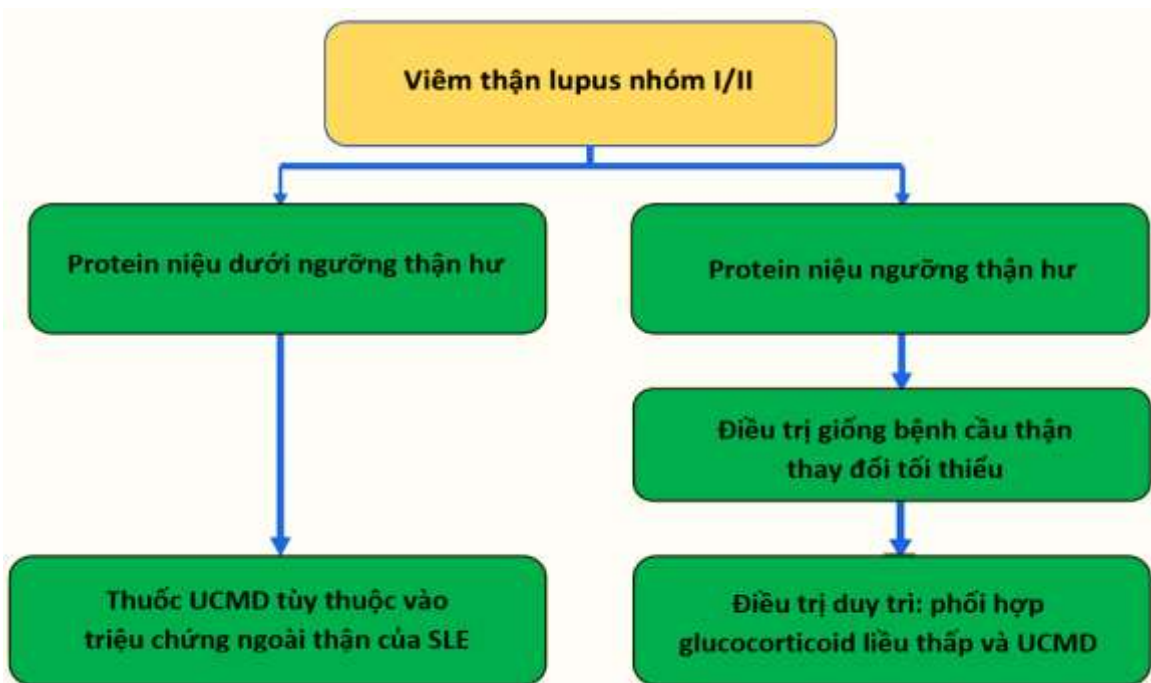 Viêm thận lupus nhóm I/II
Protein niệu dưới ngưỡng thận hư
Protein niệu ngưỡng thận hư
Điều trị giống bệnh cầu thận
thay đổi tối thiểu
Thuốc UCMD tùy thuộc vào
triệu chứng ngoài thận của SLE
Điều trị duy trì: phối hợp
glucocorticoid liều thấp và UCMD